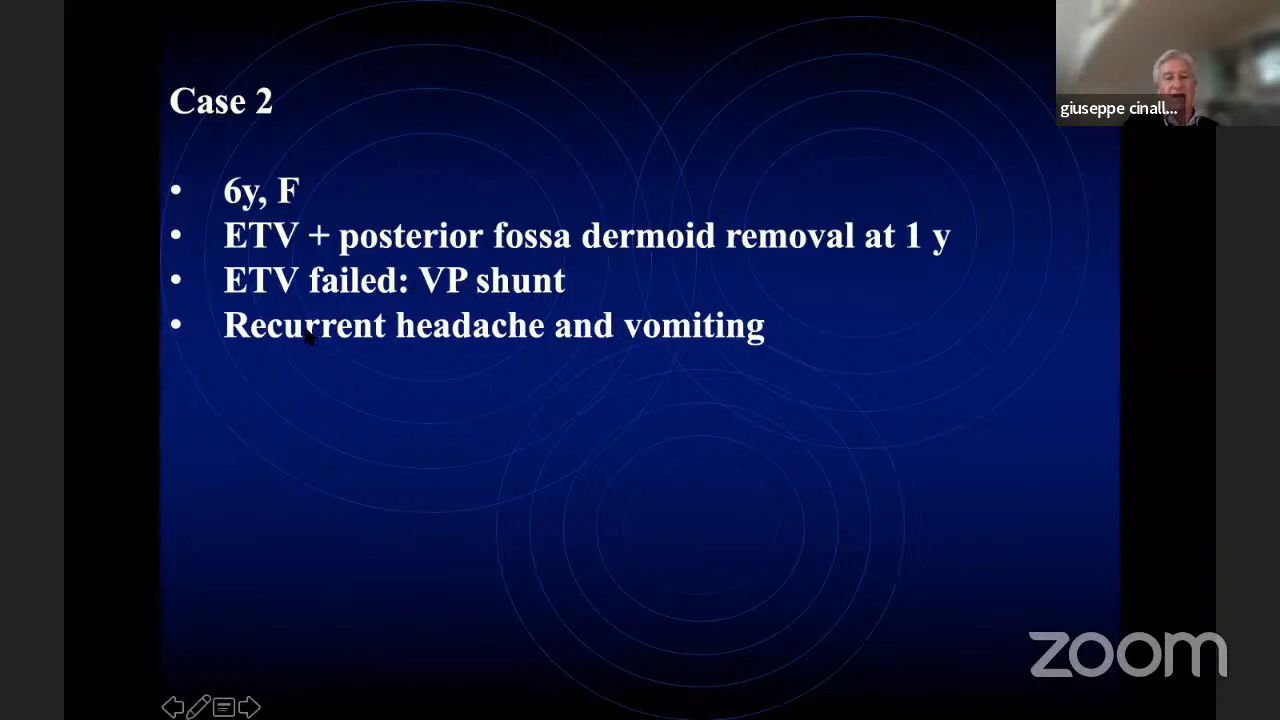 giuseppe cinall...
Case 2
• 6y, F
• ETV + posterior fossa dermoid removal at 1 y
• ETV failed: VP shunt
• Recurrent headache and vomiting
zoom